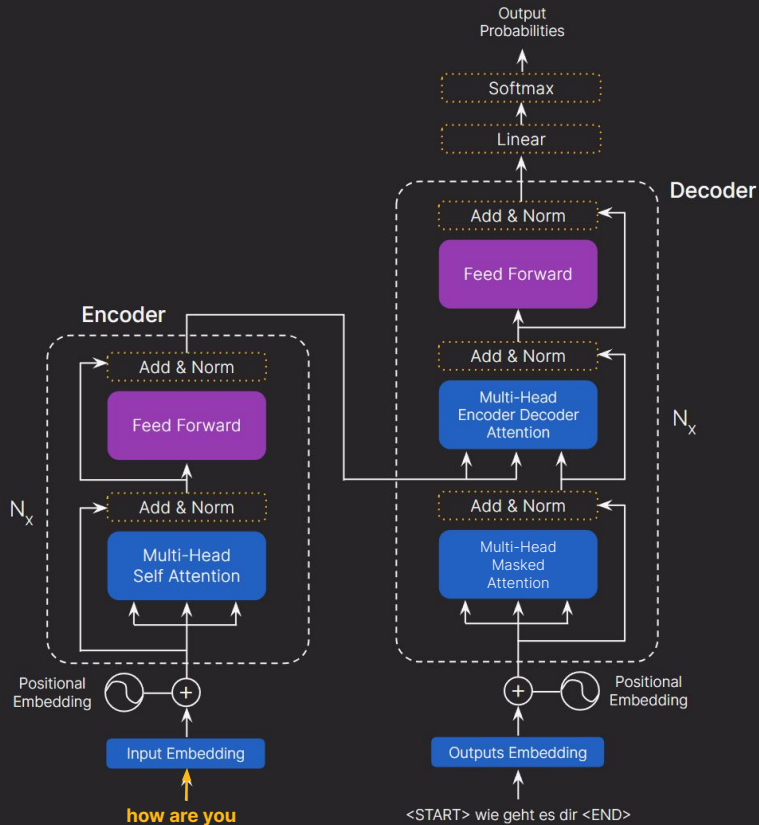 Output
Probabilities
Softmax
Linear
Decoder
Add & Norm
Feed Forward
Add & Norm
Multi-Head
Encoder Decoder
Attention
Nx
Add & Norm
Multi-Head
Masked
Attention
Positional
Embedding
+
Outputs Embedding
<START> wie geht es dir <END>
Encoder
Add & Norm
Feed Forward
Nx
Add & Norm
Multi-Head
Self Attention
Positional
Embedding
+
Input Embedding
how are you